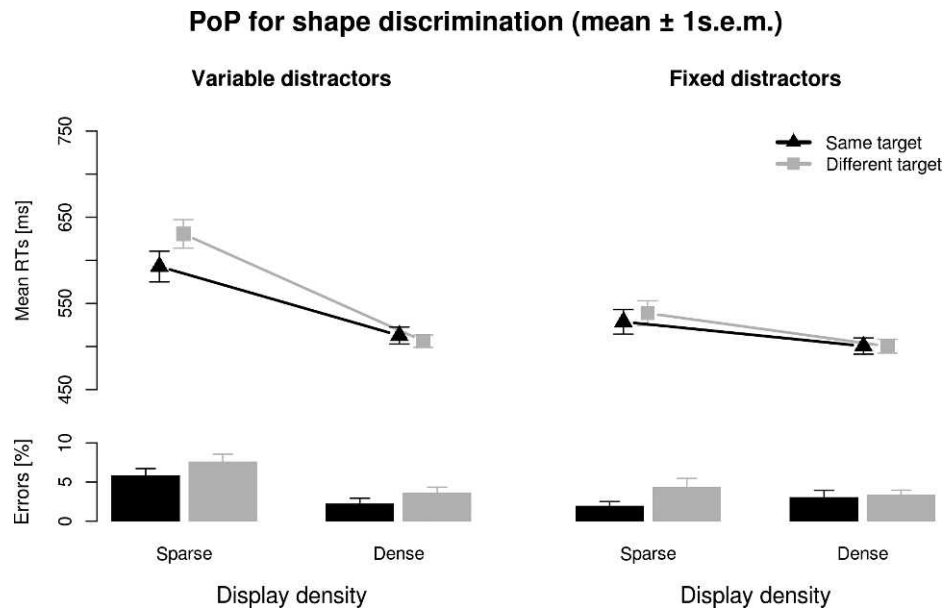 PoP for shape discrimination (mean ± 1s.e.m.)
Variable distractors
Fixed distractors
Mean RTs [ms]
750
650
550
450
Same target
Different target
Errors [%]
10
5
0
Sparse
Dense
Sparse
Dense
Display density
Display density